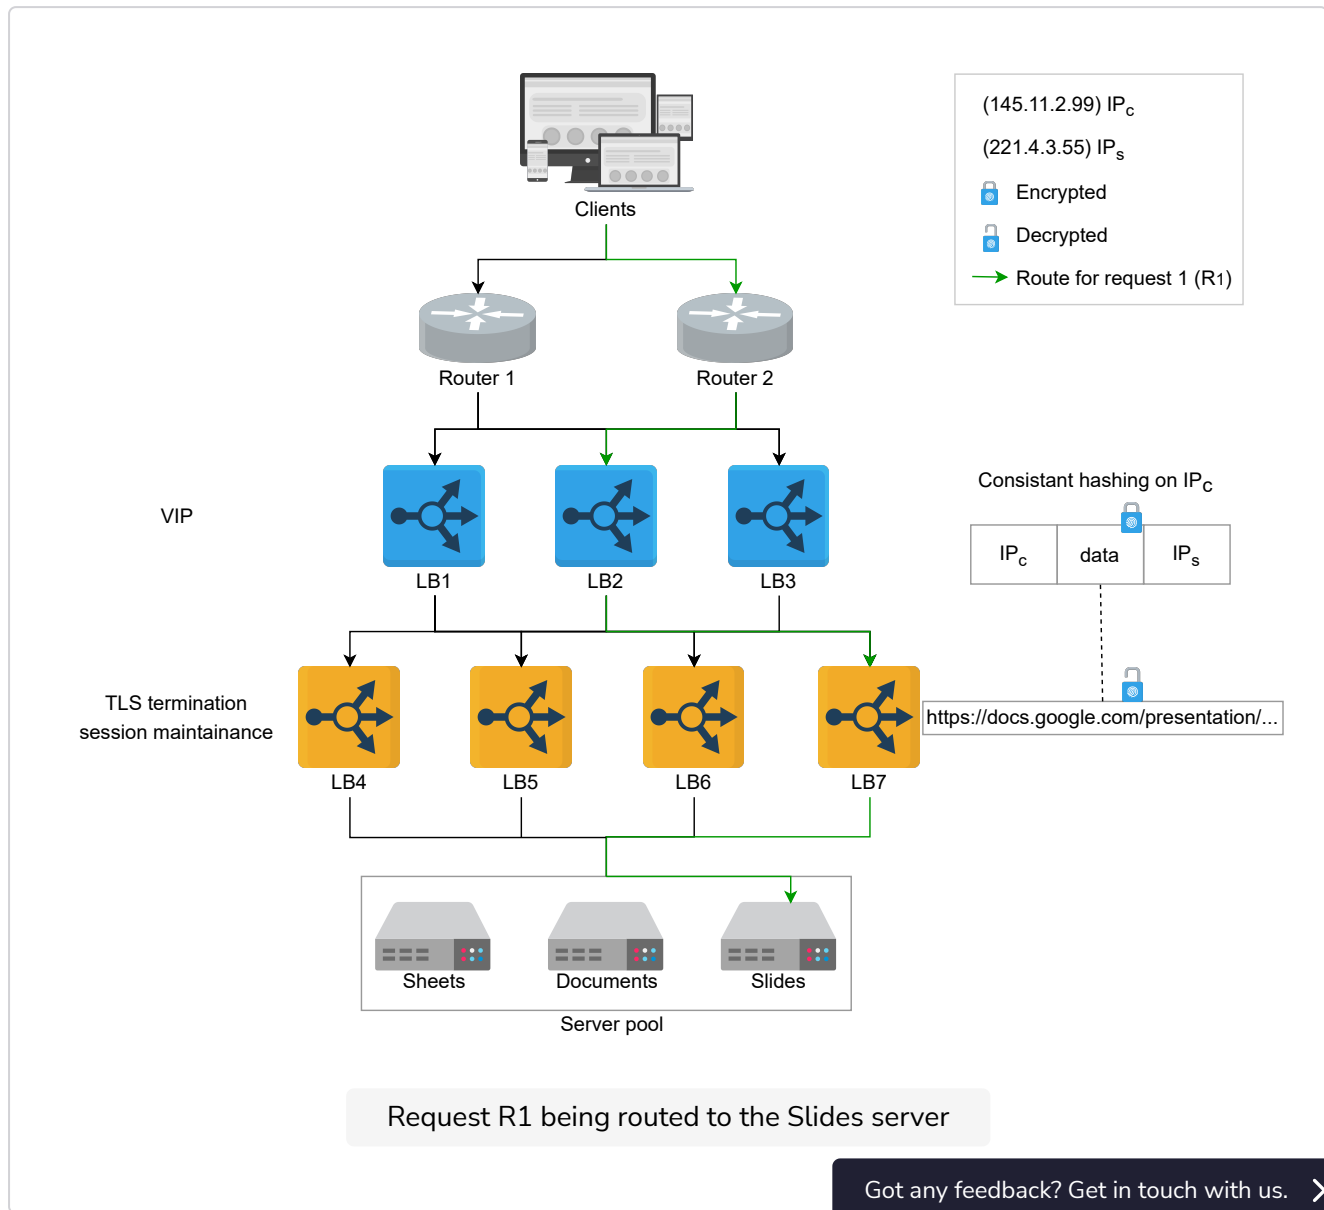 Clients
(145.11.2.99) IPc
(221.4.3.55) IPs
Encrypted
Decrypted
Route for request 1 (R1)
Router 1
Router 2
VIP
LB1
LB2
LB3
Consistant hashing on IPc
IPc
data
IPs
TLS termination
session maintainance
https://docs.google.com/presentation/...
LB4
LB5
LB6
LB7
Sheets
Documents
Slides
Server pool
Request R1 being routed to the Slides server
Got any feedback? Get in touch with us.